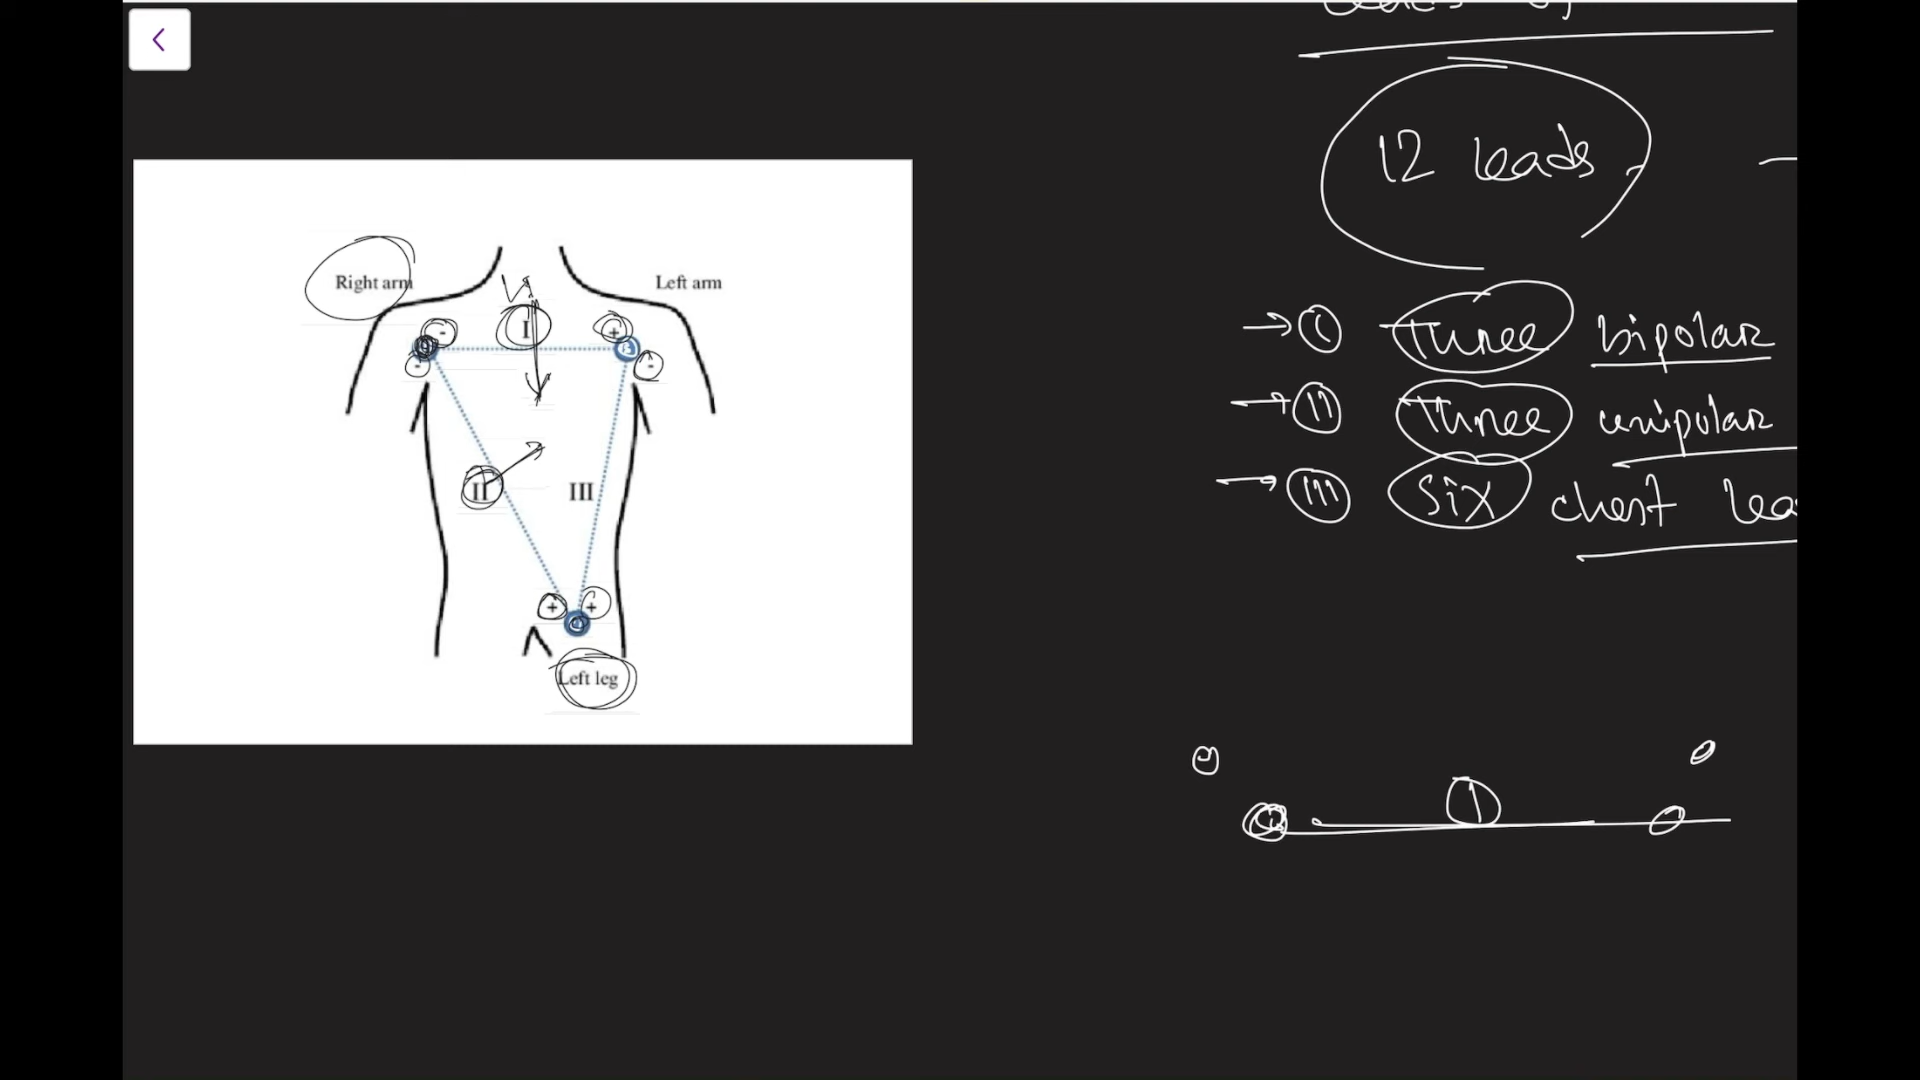 12 leads
Right arm
Left arm
- I +
- -
II III
+ +
Left leg
→ (I) Three bipolar
→ (II) Three unipolar
→ (III) Six chest
I